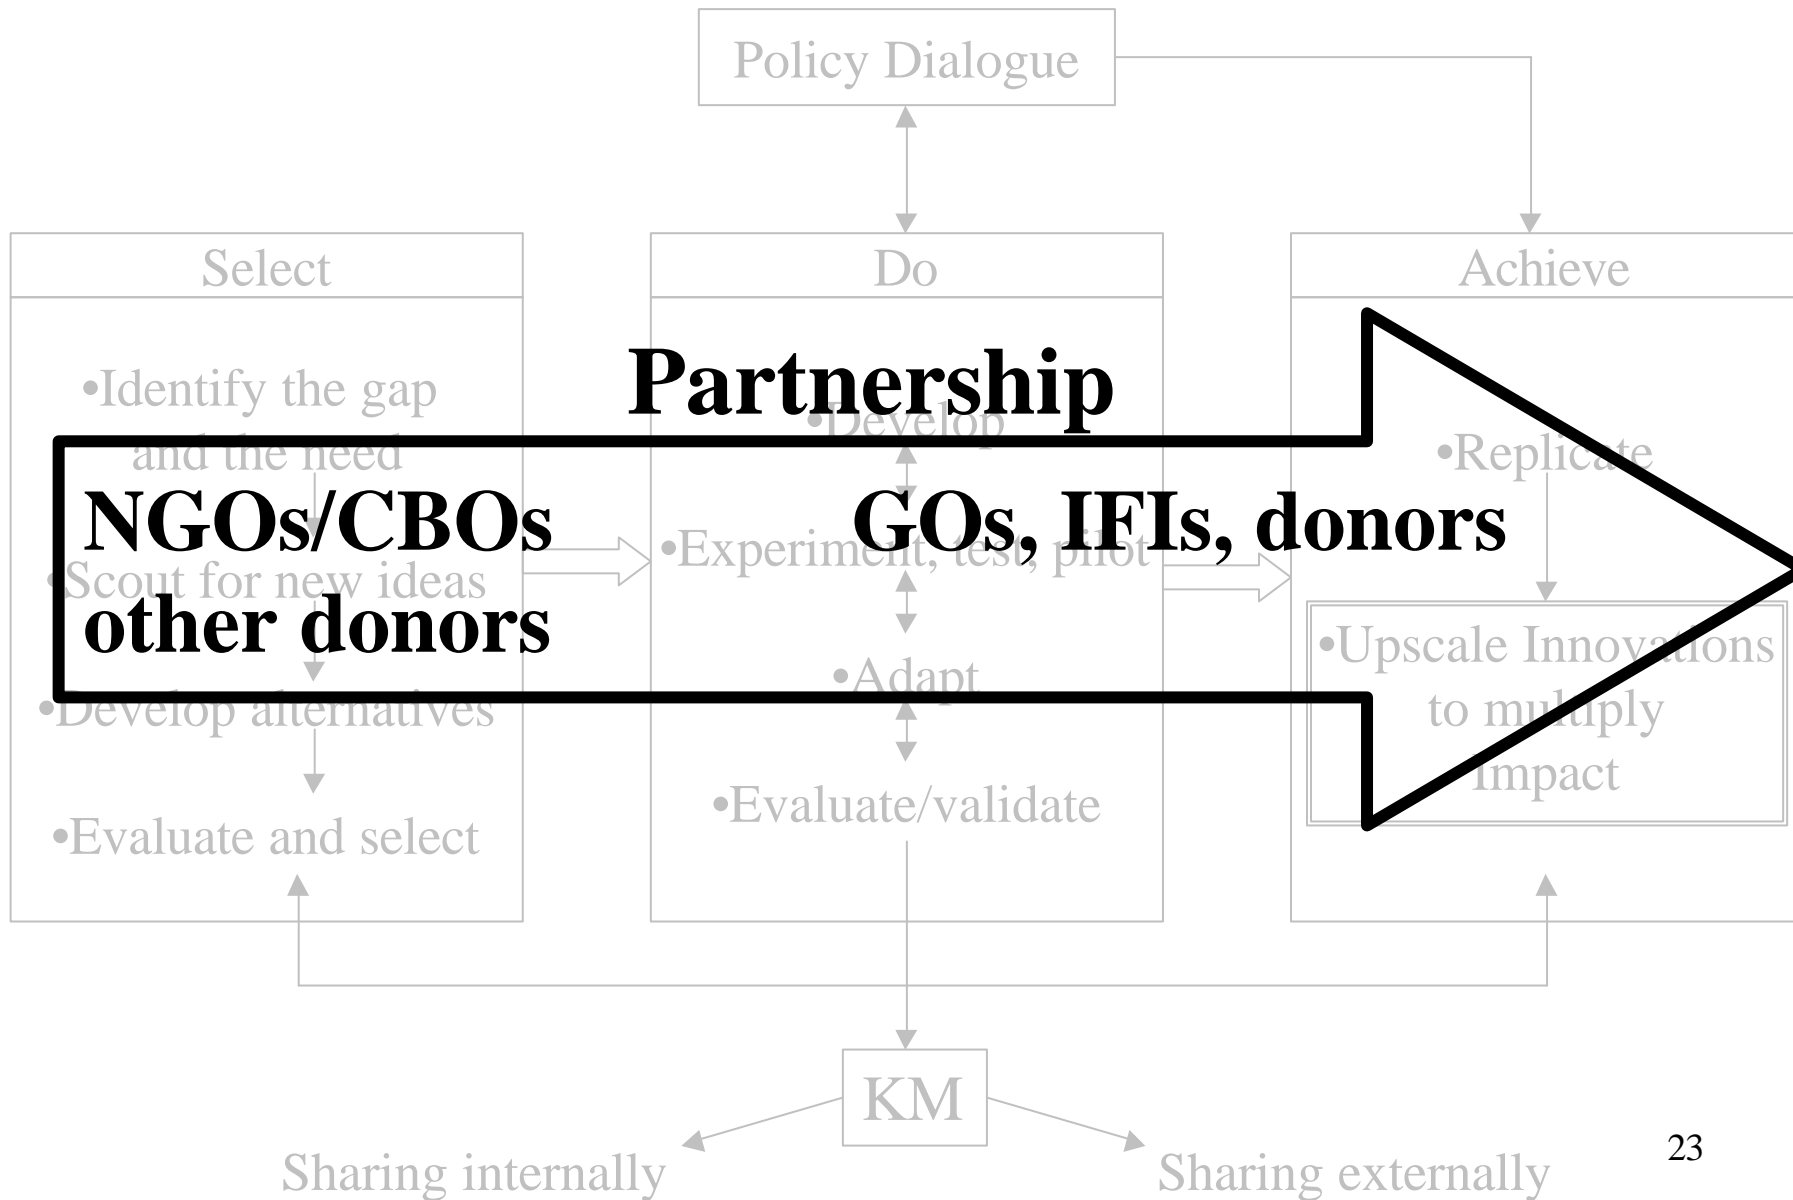 Policy Dialogue
Select
Do
Achieve
Partnership
•Identify the gap
and the need
•Develop
•Replicate
NGOs/CBOs
GOs, IFIs, donors
•Experiment, test, pilot
•Scout for new ideas
other donors
•Upscale Innovations
to multiply
Impact
•Adapt
•Develop alternatives
•Evaluate/validate
•Evaluate and select
KM
Sharing internally
Sharing externally
23